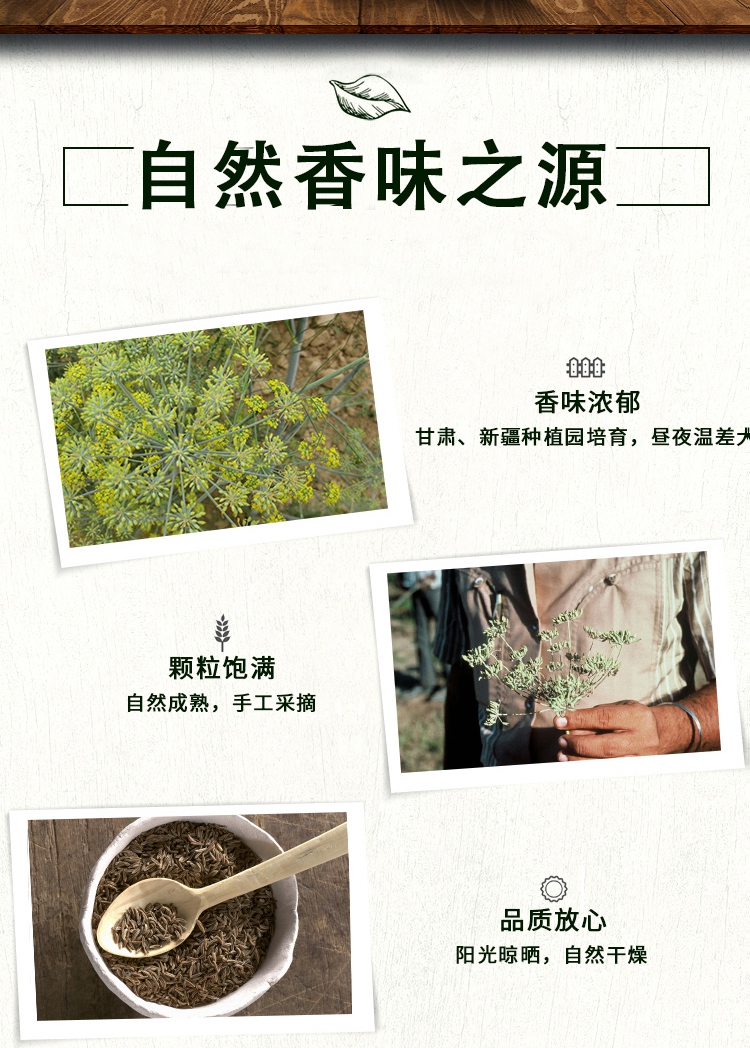 自然香味之源
香味浓郁
甘肃、新疆种植园培育，昼夜温差大
颗粒饱满
自然成熟，手工采摘
品质放心
阳光晾晒，自然干燥